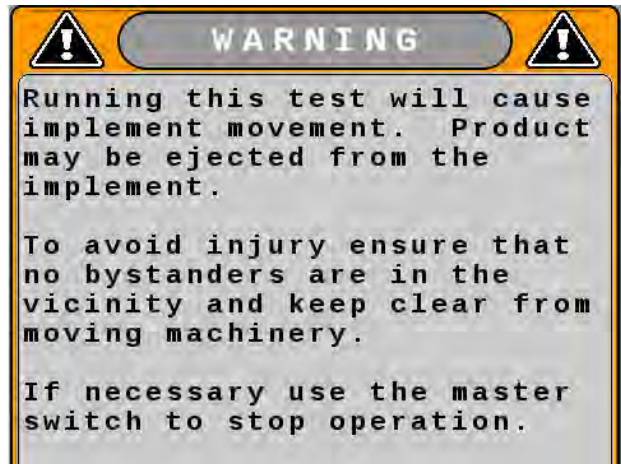 WARNING
Running this test will cause
implement movement.  Product
may be ejected from the
implement.
To avoid injury ensure that
no bystanders are in the
vicinity and keep clear from
moving machinery.
If necessary use the master
switch to stop operation.